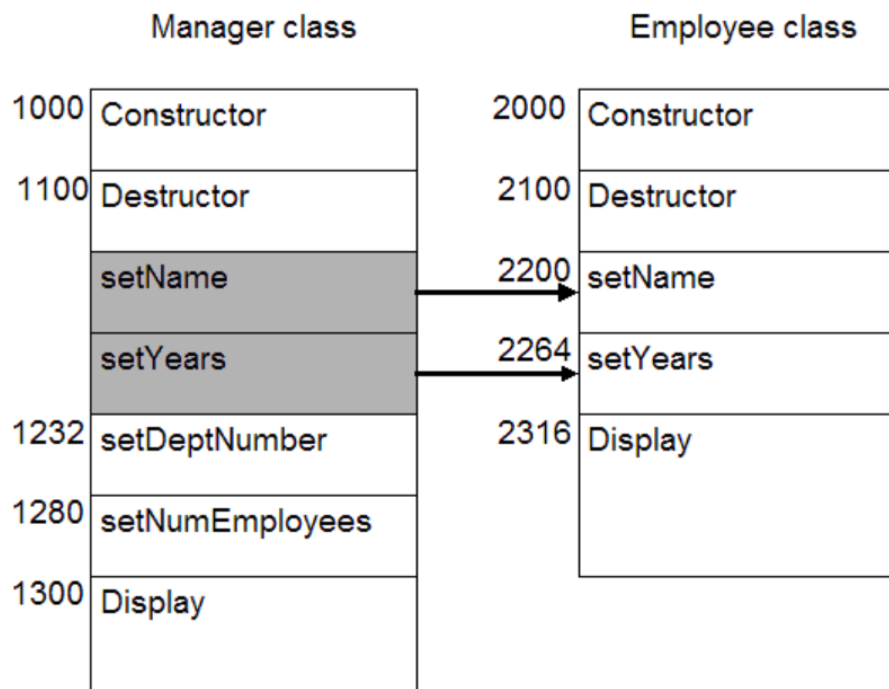 Manager class
1000 Constructor
1100 Destructor
setName
setYears
1232 setDeptNumber
1280 setNumEmployees
1300 Display
Employee class
2000 Constructor
2100 Destructor
2200 setName
2264 setYears
2316 Display